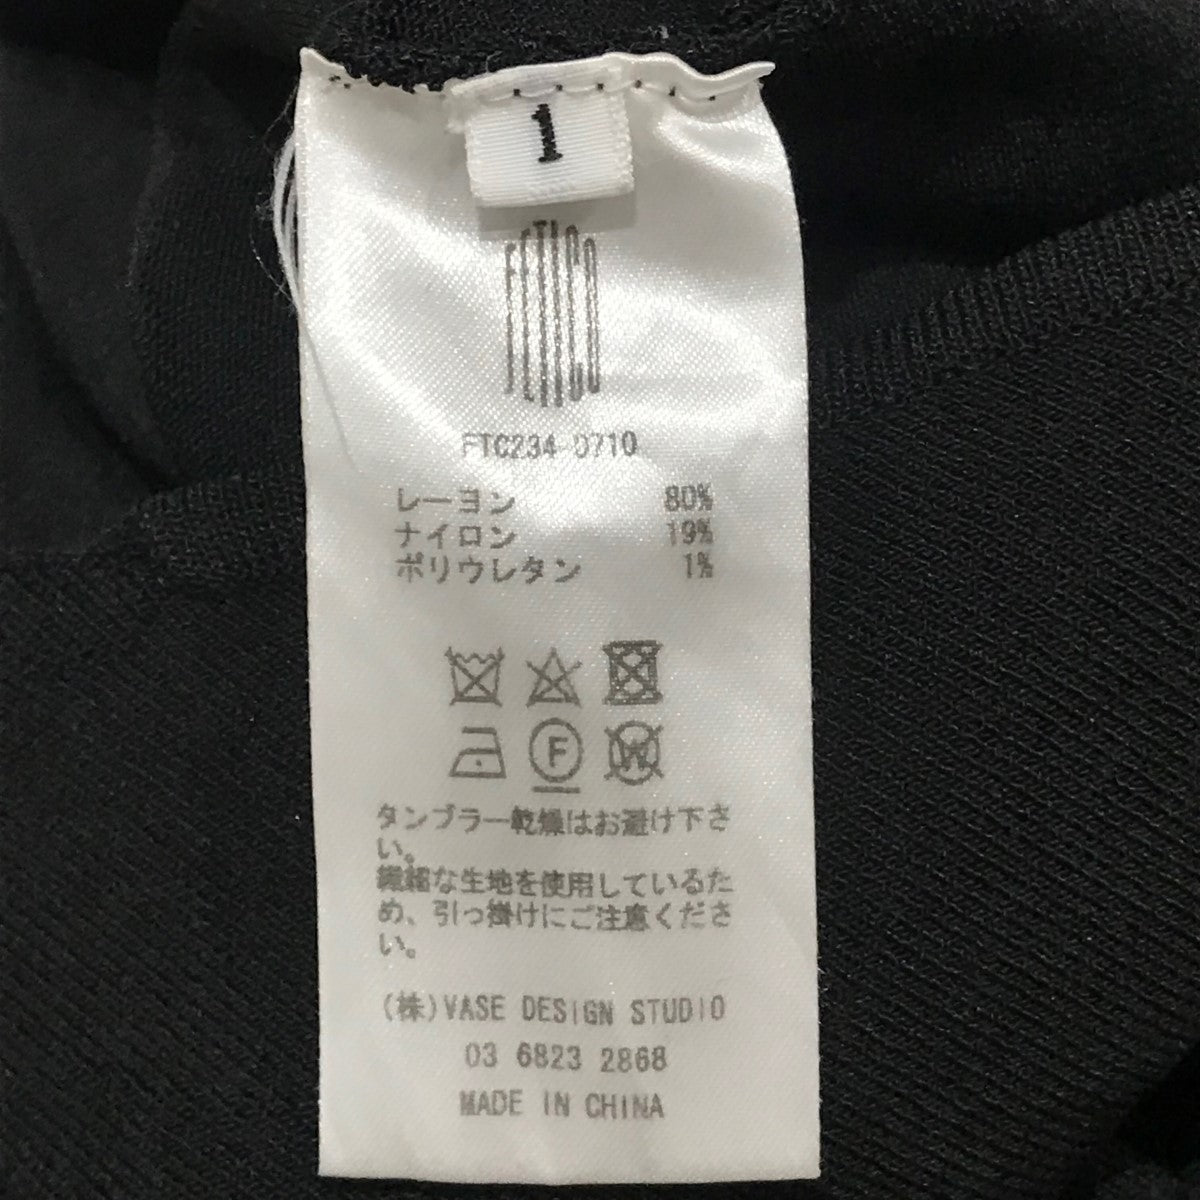 1
FETICO
FTC234-0710
レーヨン 80%
ナイロン 19%
ポリウレタン 1%
F W
タンブラー乾燥はお避け下さ
い。
繊細な生地を使用しているた
め、引っ掛けにご注意くださ
い。
(株)VASE DESIGN STUDIO
03 6823 2868
MADE IN CHINA